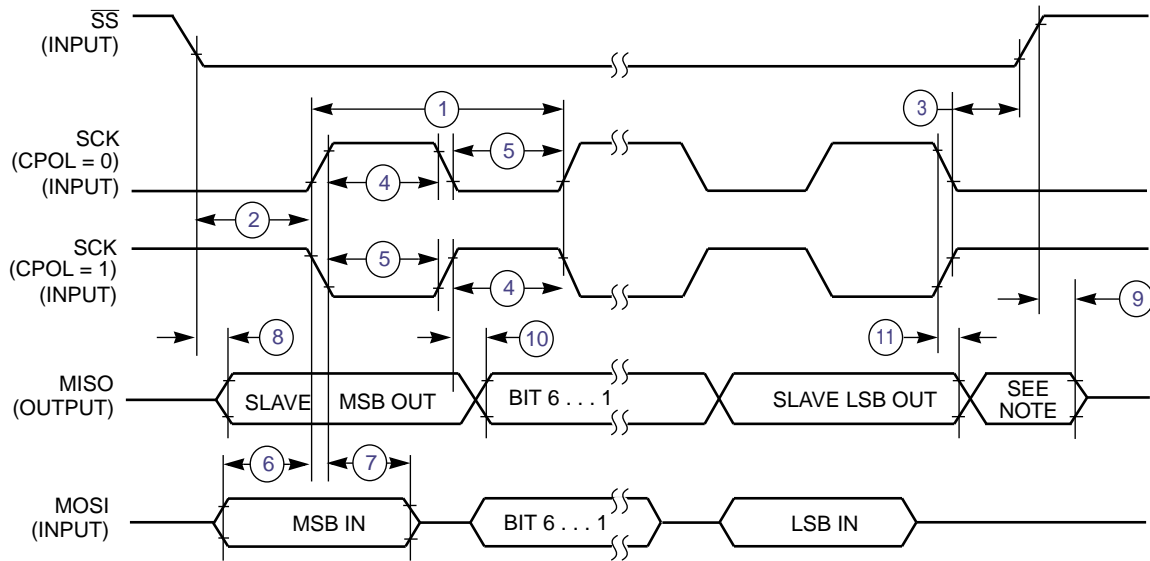 SS
(INPUT)
1
3
SCK
(CPOL = 0)
(INPUT)
5
4
2
SCK
(CPOL = 1)
(INPUT)
5
4
9
8
10
11
MISO
(OUTPUT)
SLAVE MSB OUT
BIT 6 . . . 1
SLAVE LSB OUT
SEE
NOTE
6
7
MOSI
(INPUT)
MSB IN
BIT 6 . . . 1
LSB IN